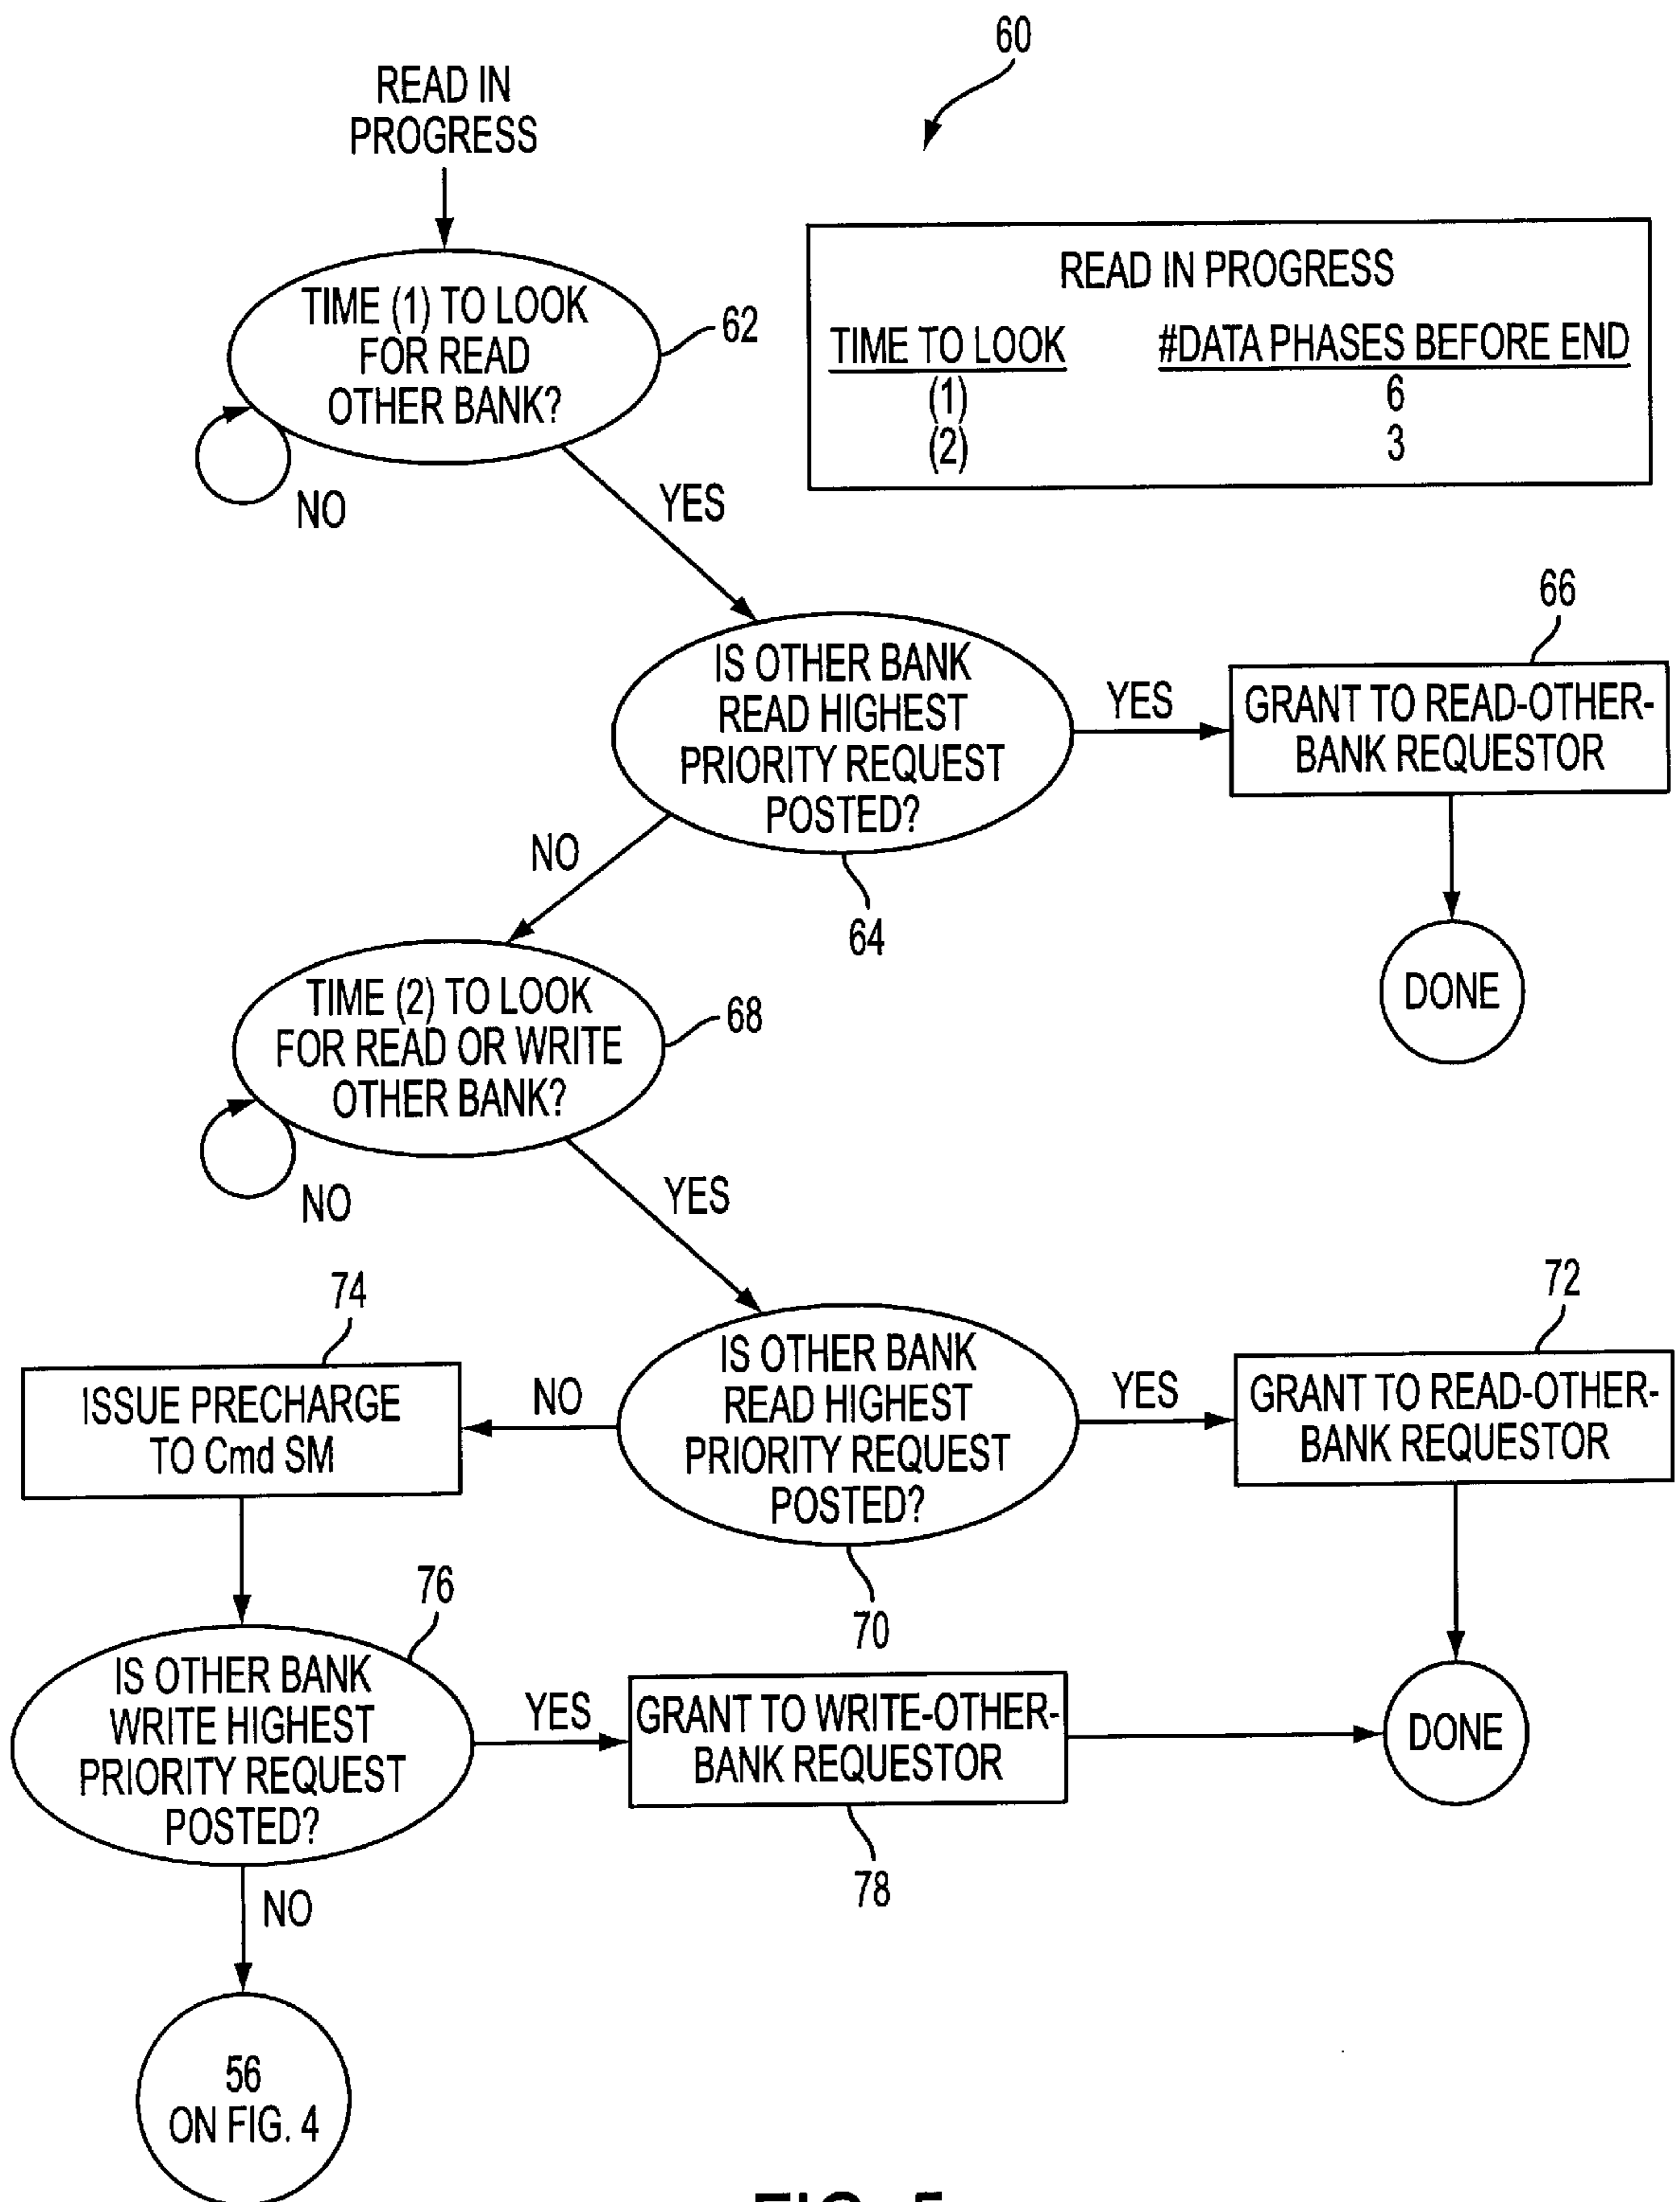 60
READ IN
PROGRESS
TIME (1) TO LOOK
FOR READ
OTHER BANK?
62
NO
YES
READ IN PROGRESS
TIME TO LOOK #DATA PHASES BEFORE END
(1) 6
(2) 3
IS OTHER BANK
READ HIGHEST
PRIORITY REQUEST
POSTED?
64
YES
66
GRANT TO READ-OTHER-
BANK REQUESTOR
DONE
NO
TIME (2) TO LOOK
FOR READ OR WRITE
OTHER BANK?
68
NO
YES
IS OTHER BANK
READ HIGHEST
PRIORITY REQUEST
POSTED?
70
YES
72
GRANT TO READ-OTHER-
BANK REQUESTOR
NO
74
ISSUE PRECHARGE
TO Cmd SM
76
IS OTHER BANK
WRITE HIGHEST
PRIORITY REQUEST
POSTED?
YES
GRANT TO WRITE-OTHER-
BANK REQUESTOR
78
DONE
NO
56
ON FIG. 4